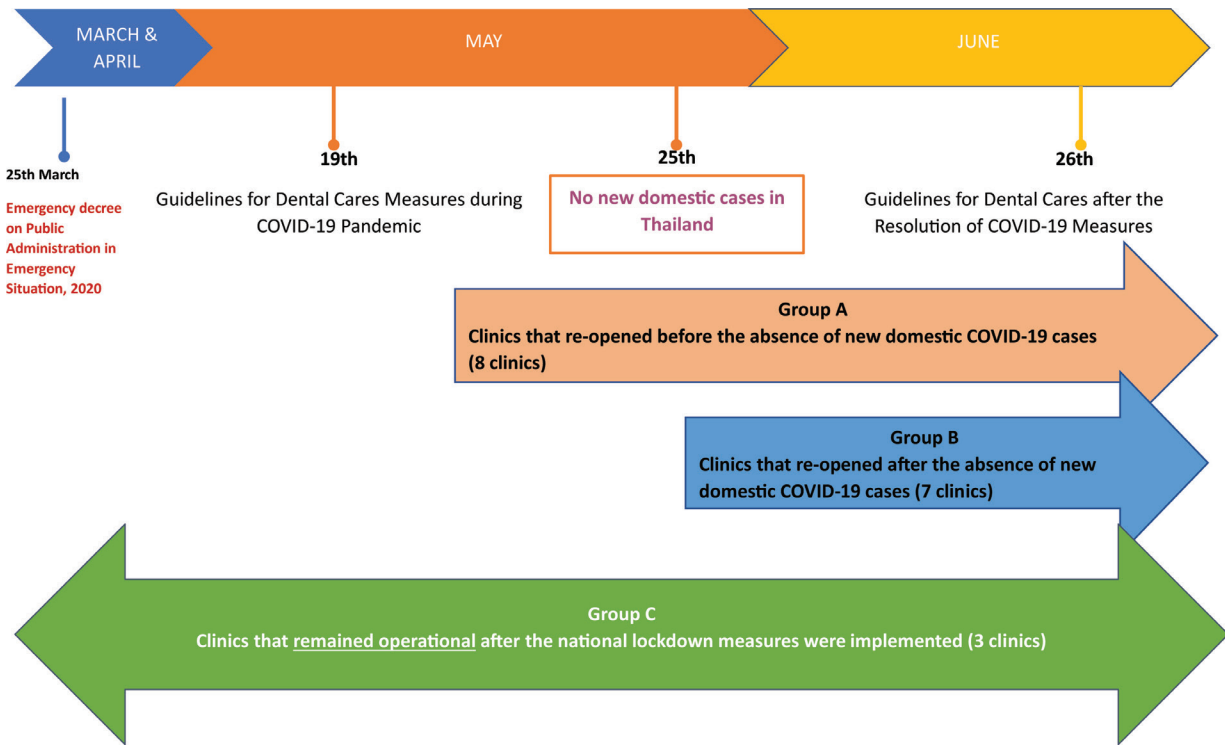 MARCH &
APRIL
MAY
JUNE
25th March
Emergency decree
on Public
Administration in
Emergency
Situation, 2020
19th
Guidelines for Dental Cares Measures during
COVID-19 Pandemic
25th
No new domestic cases in
Thailand
26th
Guidelines for Dental Cares after the
Resolution of COVID-19 Measures
Group A
Clinics that re-opened before the absence of new domestic COVID-19 cases
(8 clinics)
Group B
Clinics that re-opened after the absence of new
domestic COVID-19 cases (7 clinics)
Group C
Clinics that remained operational after the national lockdown measures were implemented (3 clinics)